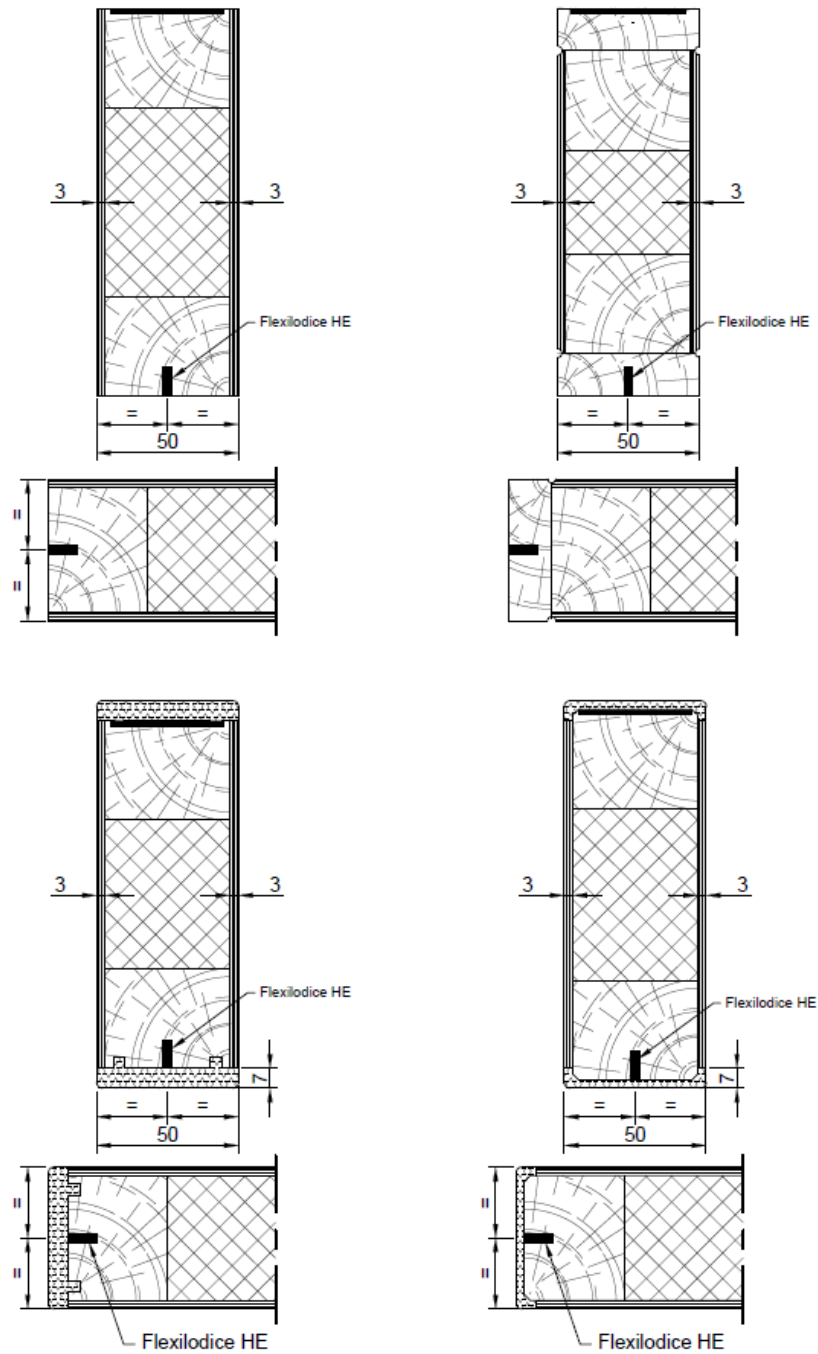 3 3 3 3
Flexilodice HE Flexilodice HE
= = = =
50 50
=
=
3 3 3 3
Flexilodice HE
Flexilodice HE
7 7
= = = =
50 50
= =
= =
Flexilodice HE Flexilodice HE